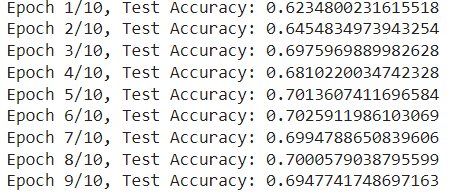 Epoch 1/10, Test Accuracy: 0.6234800231615518
Epoch 2/10, Test Accuracy: 0.6454834973943254
Epoch 3/10, Test Accuracy: 0.6975969889982628
Epoch 4/10, Test Accuracy: 0.6810220034742328
Epoch 5/10, Test Accuracy: 0.7013607411696584
Epoch 6/10, Test Accuracy: 0.7025911986103069
Epoch 7/10, Test Accuracy: 0.6994788650839606
Epoch 8/10, Test Accuracy: 0.7000579038795599
Epoch 9/10, Test Accuracy: 0.6947741748697163